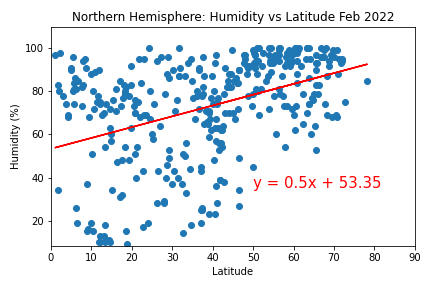 Northern Hemisphere: Humidity vs Latitude Feb 2022
100
80
60
40
20
Humidity (%)
y = 0.5x + 53.35
0 10 20 30 40 50 60 70 80 90
Latitude